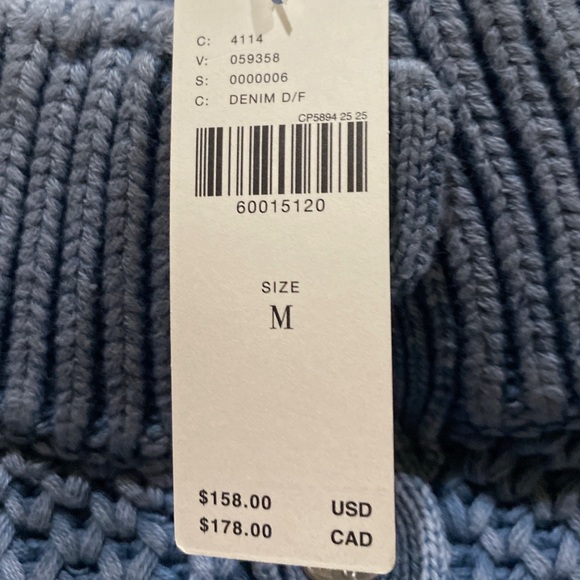 C: 4114
V: 059358
S: 0000006
C: DENIM D/F
CP5894 25 25
60015120
SIZE
M
$158.00 USD
$178.00 CAD